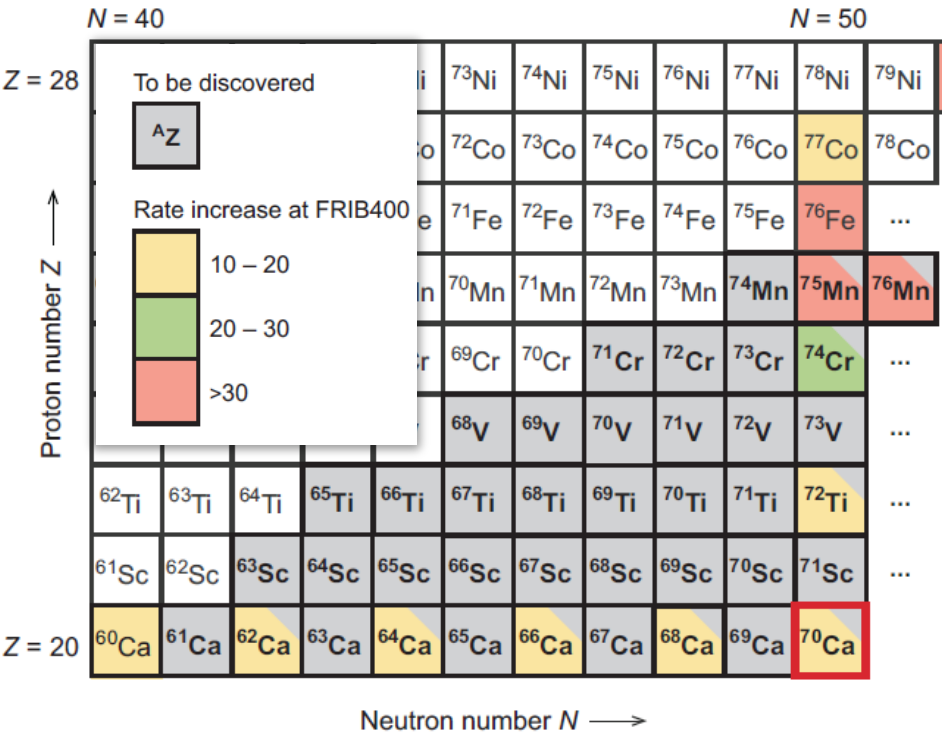 N = 40 N = 50
Z = 28 ⁷³Ni ⁷⁴Ni ⁷⁵Ni ⁷⁶Ni ⁷⁷Ni ⁷⁸Ni ⁷⁹Ni
To be discovered
ᴬZ
⁷²Co ⁷³Co ⁷⁴Co ⁷⁵Co ⁷⁶Co ⁷⁷Co ⁷⁸Co
Rate increase at FRIB400
⁷¹Fe ⁷²Fe ⁷³Fe ⁷⁴Fe ⁷⁵Fe ⁷⁶Fe ...
10 – 20
⁷⁰Mn ⁷¹Mn ⁷²Mn ⁷³Mn ⁷⁴Mn ⁷⁵Mn ⁷⁶Mn
20 – 30
⁶⁹Cr ⁷⁰Cr ⁷¹Cr ⁷²Cr ⁷³Cr ⁷⁴Cr ...
>30
⁶⁸V ⁶⁹V ⁷⁰V ⁷¹V ⁷²V ⁷³V ...
⁶²Ti ⁶³Ti ⁶⁴Ti ⁶⁵Ti ⁶⁶Ti ⁶⁷Ti ⁶⁸Ti ⁶⁹Ti ⁷⁰Ti ⁷¹Ti ⁷²Ti ...
⁶¹Sc ⁶²Sc ⁶³Sc ⁶⁴Sc ⁶⁵Sc ⁶⁶Sc ⁶⁷Sc ⁶⁸Sc ⁶⁹Sc ⁷⁰Sc ⁷¹Sc ...
Z = 20 ⁶⁰Ca ⁶¹Ca ⁶²Ca ⁶³Ca ⁶⁴Ca ⁶⁵Ca ⁶⁶Ca ⁶⁷Ca ⁶⁸Ca ⁶⁹Ca ⁷⁰Ca
Proton number Z ⟶
Neutron number N ⟶